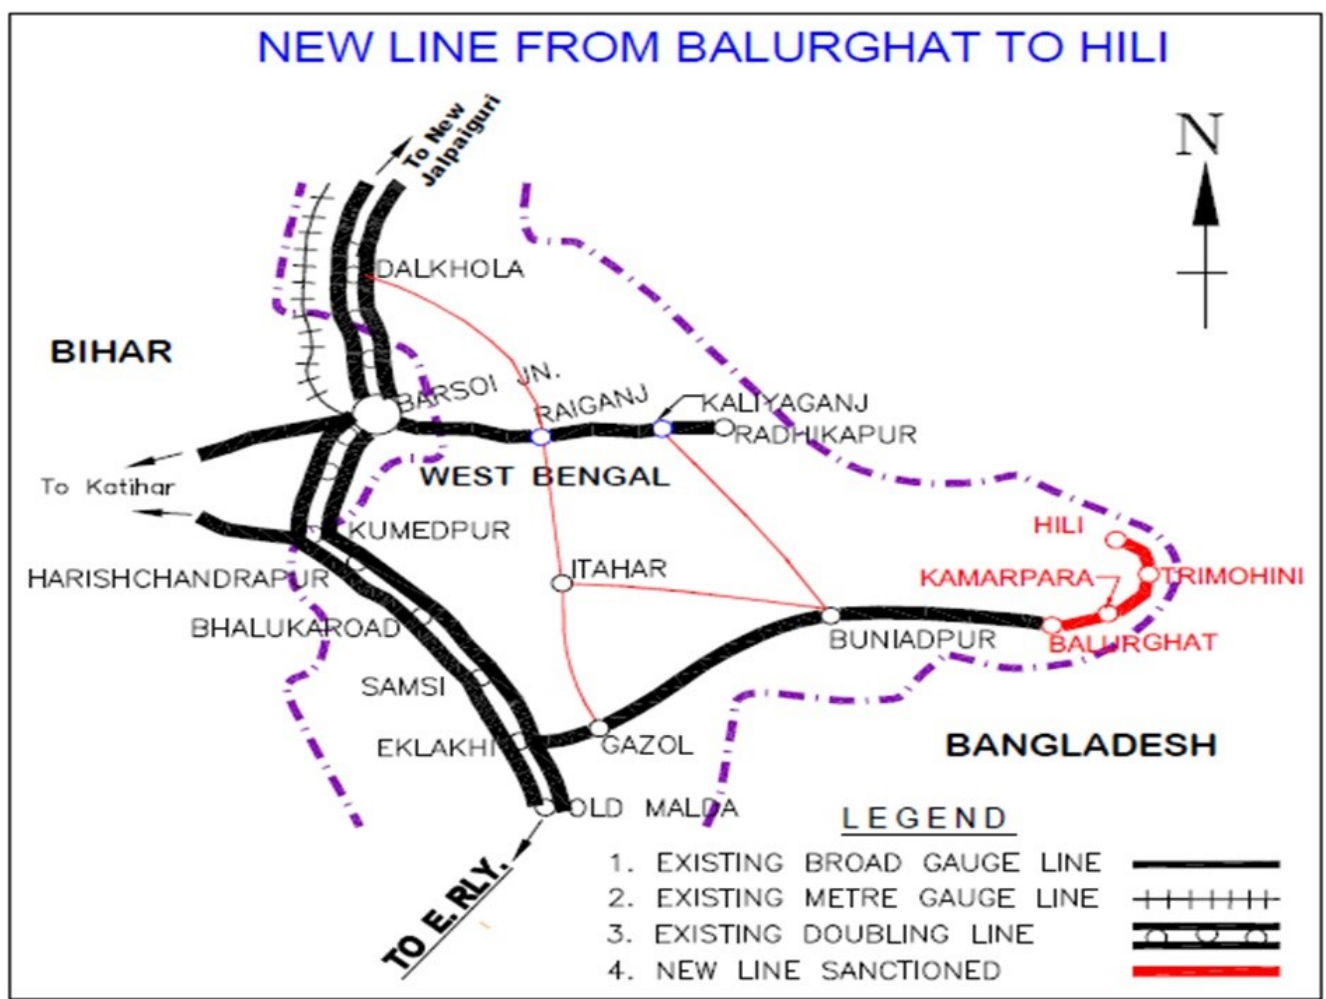 NEW LINE FROM BALURGHAT TO HILI
To New
Jalpaiguri
N
DALKHOLA
BIHAR
BARSOI JN.
RAIGANJ
KALIYAGANJ
RADHIKAPUR
WEST BENGAL
To Katihar
KUMEDPUR
HILI
HARISHCHANDRAPUR
ITAHAR
KAMARPARA
TRIMOHINI
BHALUKAROAD
BUNIADPUR
BALURGHAT
SAMSI
EKLAKHI
GAZOL
BANGLADESH
OLD MALDA
TO E. RLY.
LEGEND
1. EXISTING BROAD GAUGE LINE
2. EXISTING METRE GAUGE LINE
3. EXISTING DOUBLING LINE
4. NEW LINE SANCTIONED